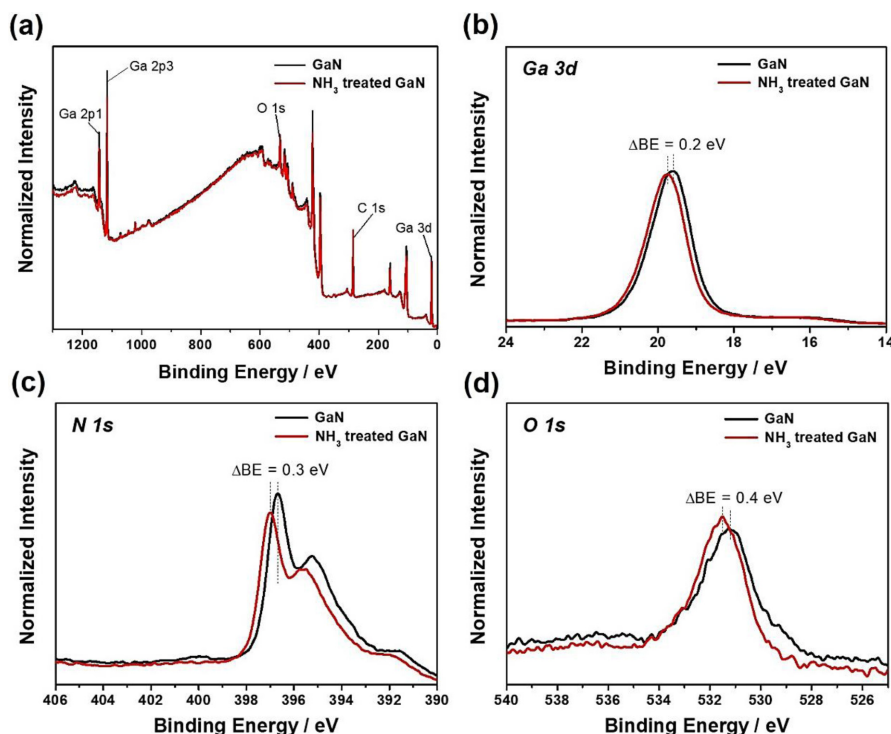 (a)
GaN
NH3 treated GaN
Ga 2p3
Ga 2p1
O 1s
C 1s
Ga 3d
Normalized Intensity
1200 1000 800 600 400 200 0
Binding Energy / eV
(b)
Ga 3d
GaN
NH3 treated GaN
ΔBE = 0.2 eV
Normalized Intensity
24 22 20 18 16 14
Binding Energy / eV
(c)
N 1s
GaN
NH3 treated GaN
ΔBE = 0.3 eV
Normalized Intensity
406 404 402 400 398 396 394 392 390
Binding Energy / eV
(d)
O 1s
GaN
NH3 treated GaN
ΔBE = 0.4 eV
Normalized Intensity
540 538 536 534 532 530 528 526
Binding Energy / eV